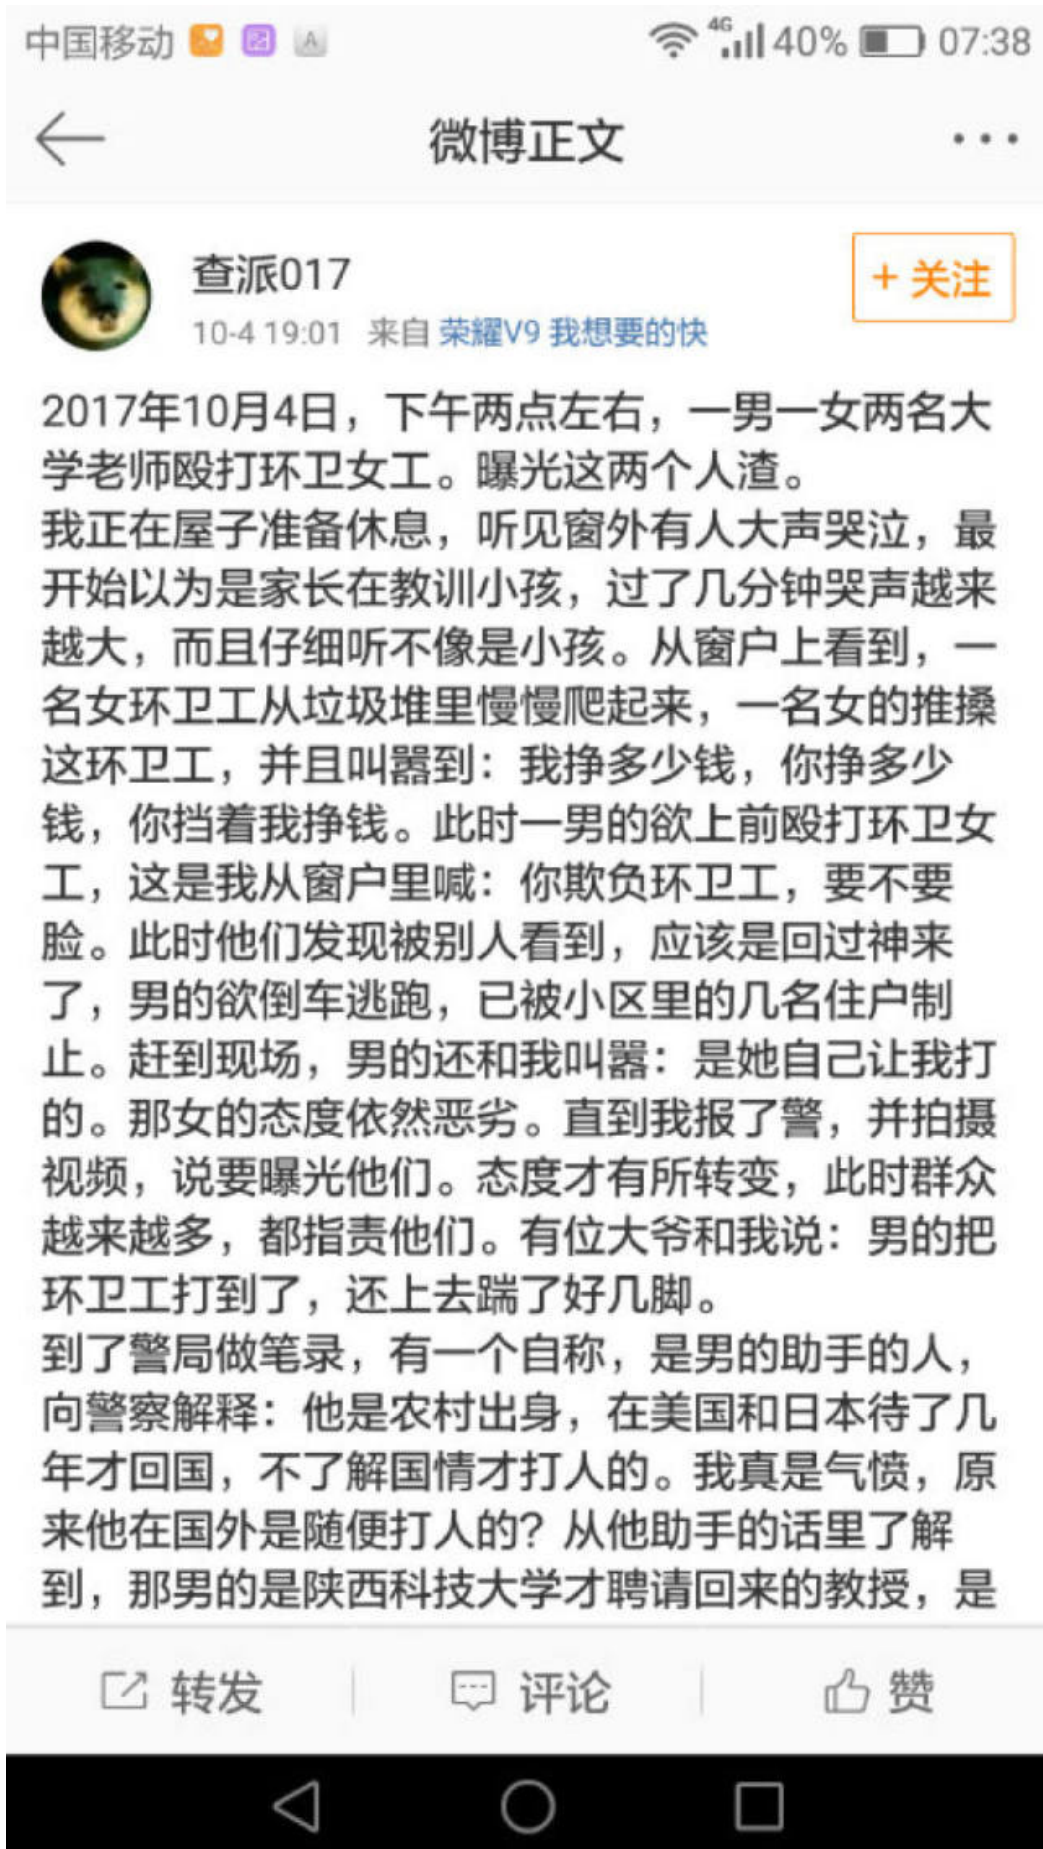 中国移动 A 4G 40% 07:38
微博正文
查派017
+ 关注
10-4 19:01 来自 荣耀V9 我想要的快
2017年10月4日，下午两点左右，一男一女两名大
学老师殴打环卫女工。曝光这两个人渣。
我正在屋子准备休息，听见窗外有人大声哭泣，最
开始以为是家长在教训小孩，过了几分钟哭声越来
越大，而且仔细听不像是小孩。从窗户上看到，一
名女环卫工从垃圾堆里慢慢爬起来，一名女的推搡
这环卫工，并且叫嚣到：我挣多少钱，你挣多少
钱，你挡着我挣钱。此时一男的欲上前殴打环卫女
工，这是我从窗户里喊：你欺负环卫工，要不要
脸。此时他们发现被别人看到，应该是回过神来
了，男的欲倒车逃跑，已被小区里的几名住户制
止。赶到现场，男的还和我叫嚣：是她自己让我打
的。那女的态度依然恶劣。直到我报了警，并拍摄
视频，说要曝光他们。态度才有所转变，此时群众
越来越多，都指责他们。有位大爷和我说：男的把
环卫工打到了，还上去踹了好几脚。
到了警局做笔录，有一个自称，是男的助手的人，
向警察解释：他是农村出身，在美国和日本待了几
年才回国，不了解国情才打人的。我真是气愤，原
来他在国外是随便打人的？从他助手的话里了解
到，那男的是陕西科技大学才聘请回来的教授，是
转发 评论 赞